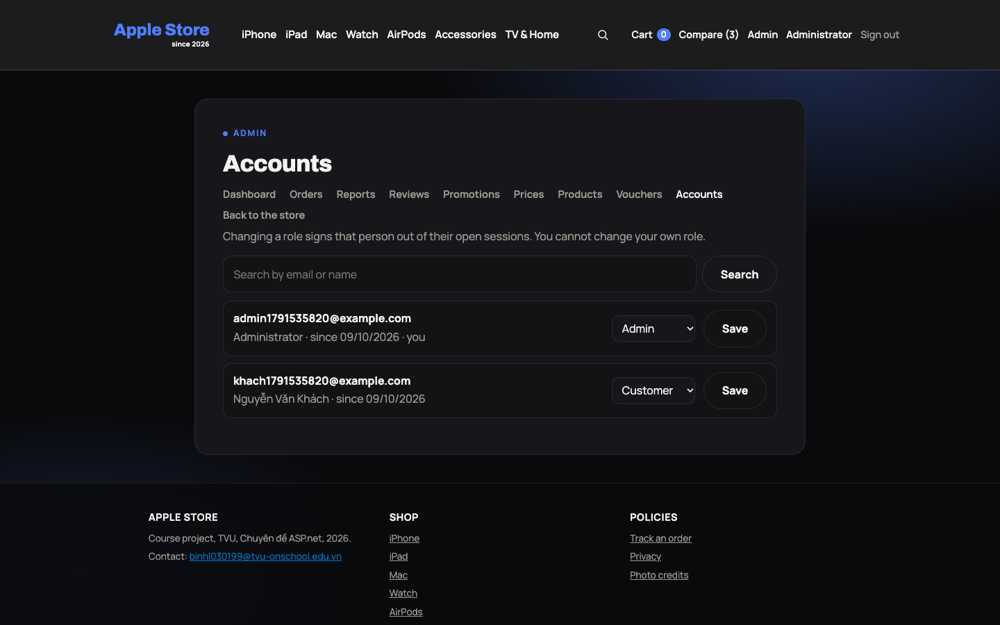 Apple Store
since 2026
iPhone iPad Mac Watch AirPods Accessories TV & Home
Cart 0 Compare (3) Admin Administrator Sign out
ADMIN
Accounts
Dashboard Orders Reports Reviews Promotions Prices Products Vouchers Accounts
Back to the store
Changing a role signs that person out of their open sessions. You cannot change your own role.
Search by email or name
Search
admin1791535820@example.com
Administrator · since 09/10/2026 · you
Admin
Save
khach1791535820@example.com
Nguyễn Văn Khách · since 09/10/2026
Customer
Save
APPLE STORE
Course project, TVU, Chuyên đề ASP.net, 2026.
Contact: binhl030199@tvu-onschool.edu.vn
SHOP
iPhone
iPad
Mac
Watch
AirPods
POLICIES
Track an order
Privacy
Photo credits